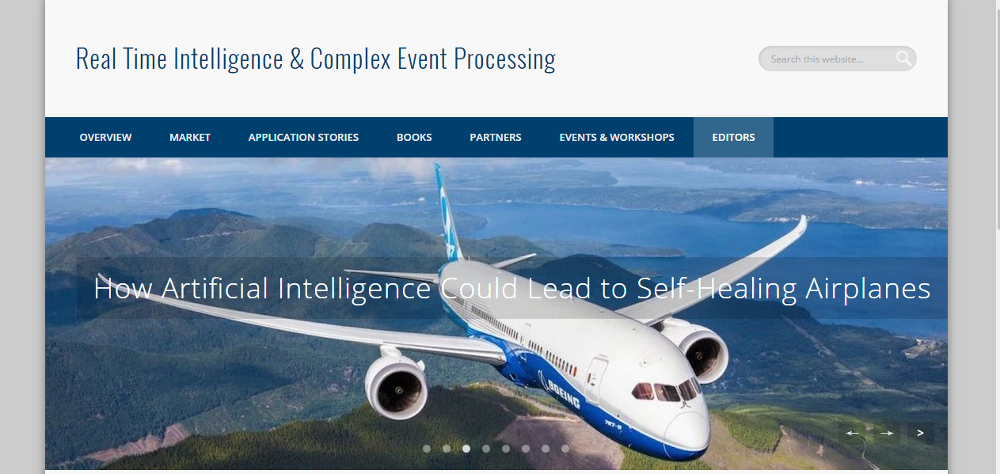 Real Time Intelligence & Complex Event Processing
Search this website...
OVERVIEW MARKET APPLICATION STORIES BOOKS PARTNERS EVENTS & WORKSHOPS EDITORS
How Artificial Intelligence Could Lead to Self-Healing Airplanes
BOEING
787-9
← → >